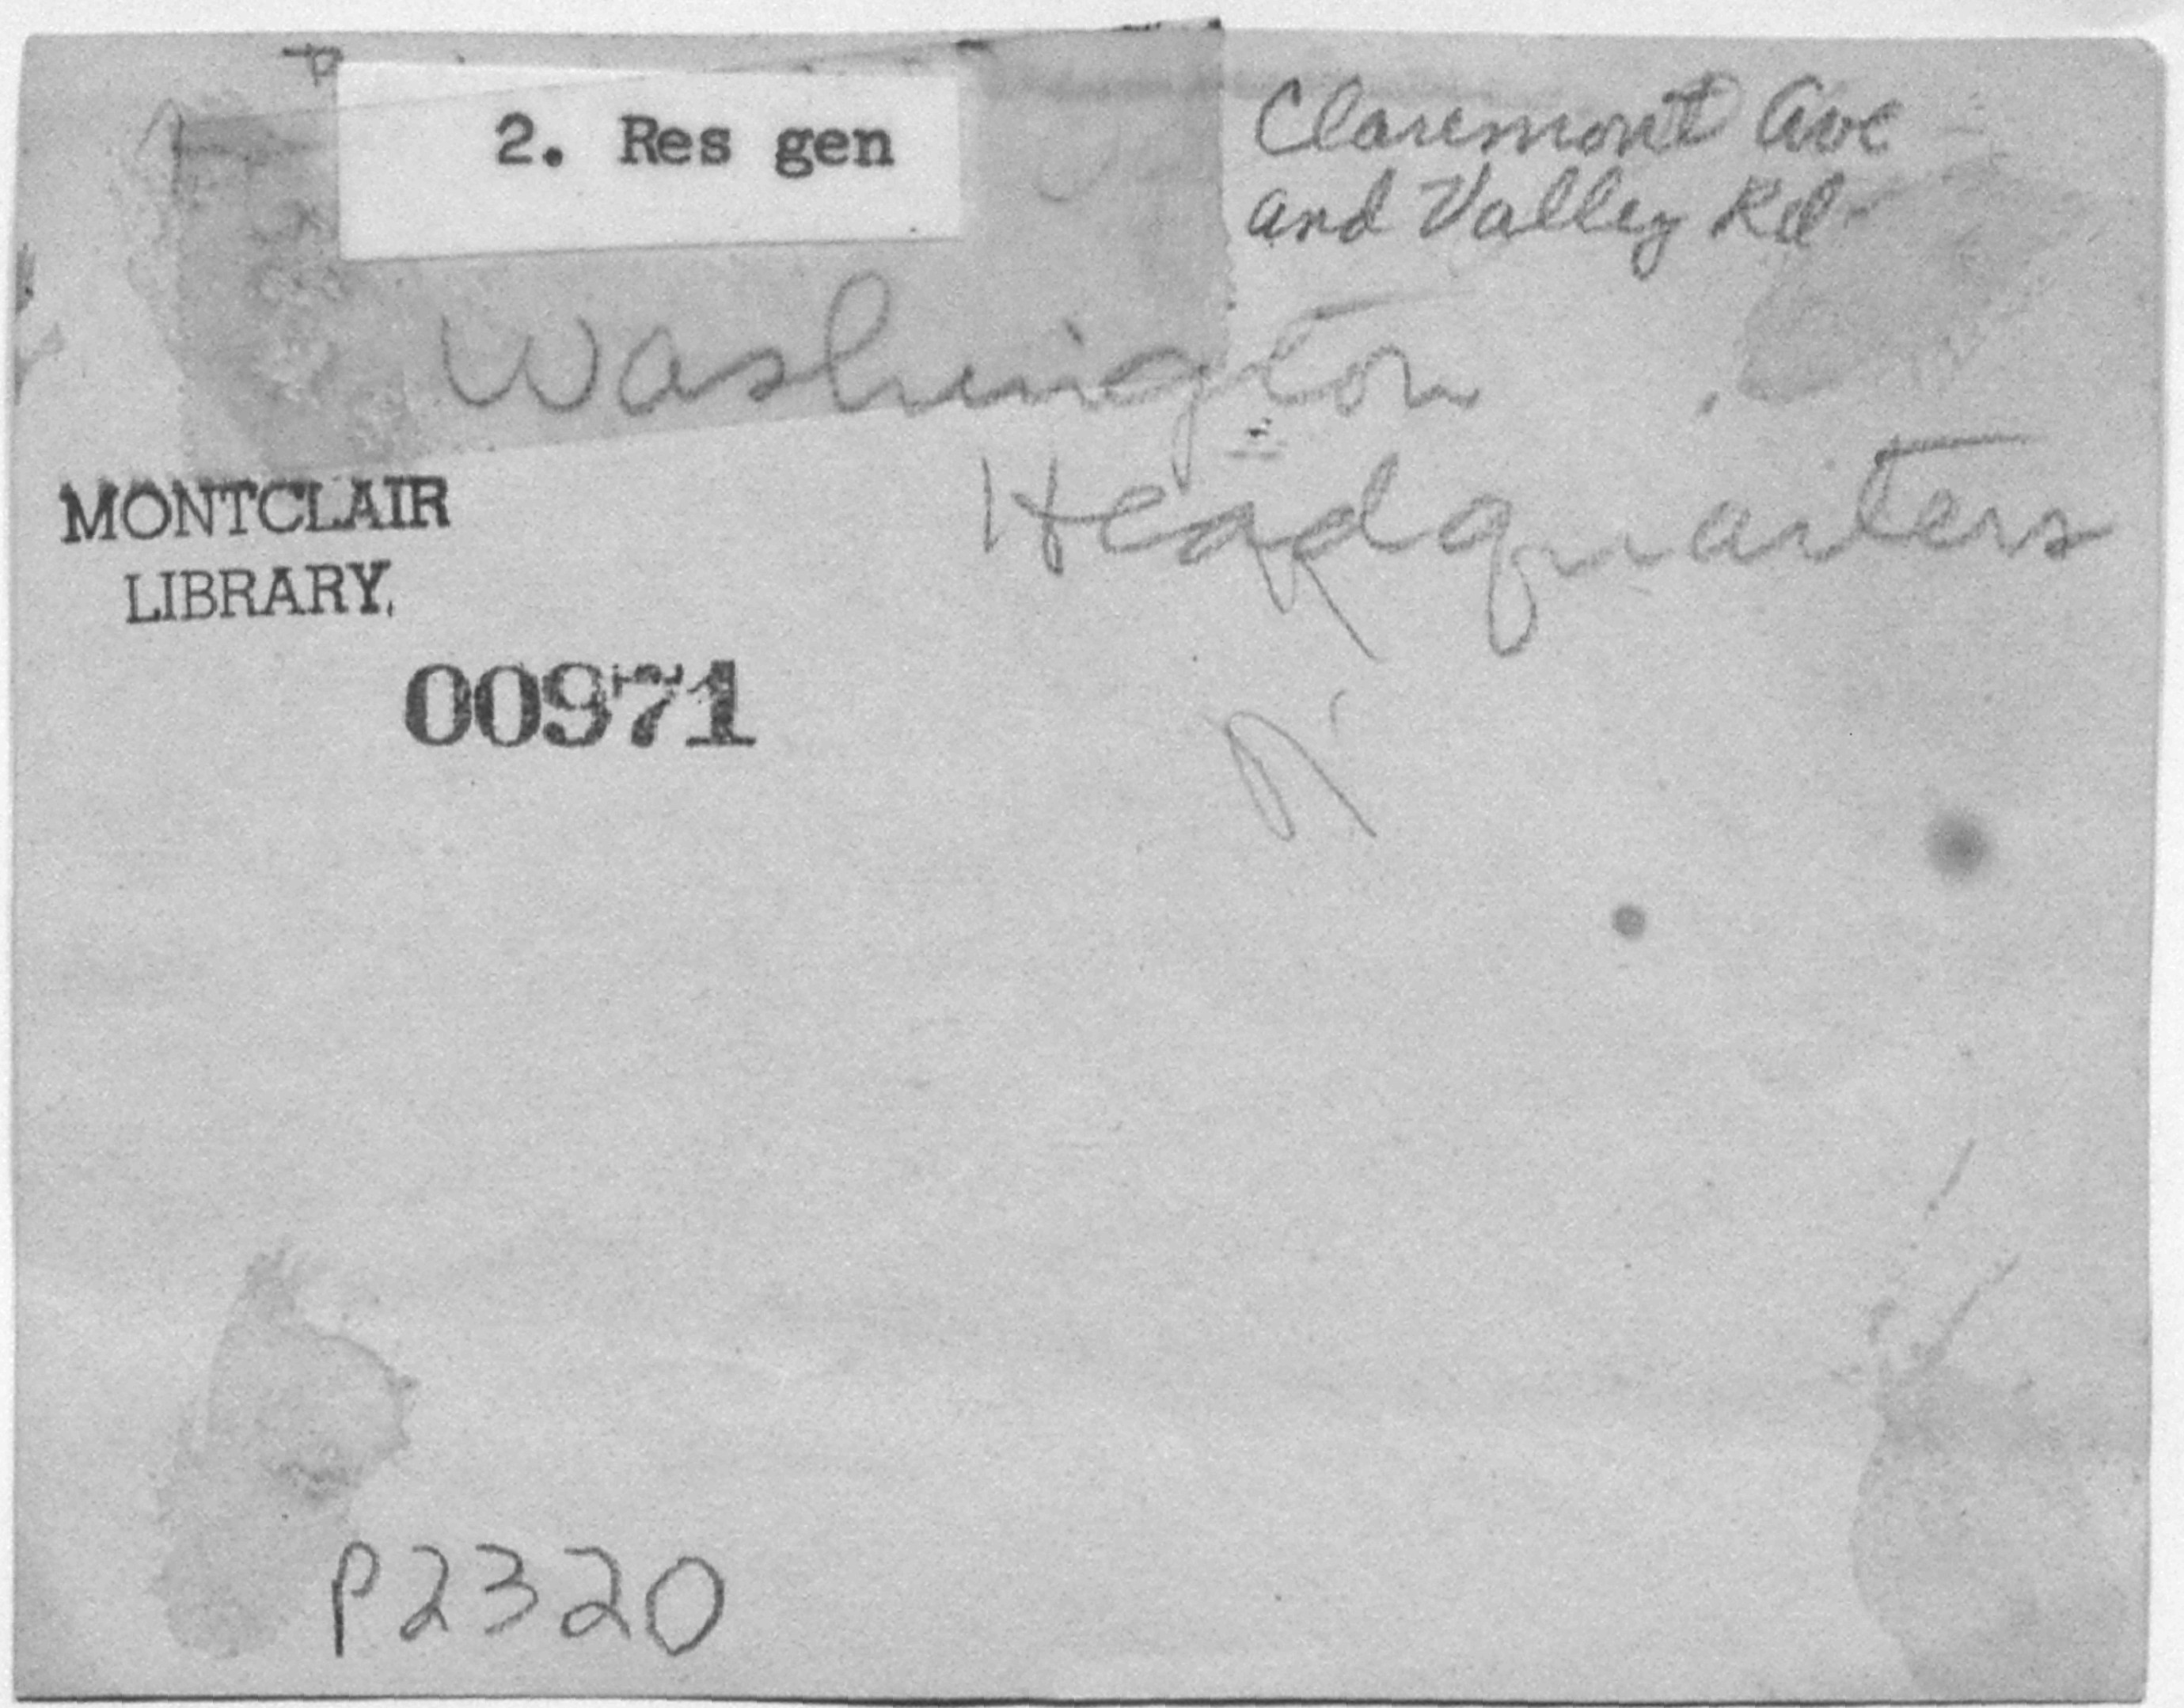 2. Res gen
Claremont Ave
and Valley Rd
Washington
Headquarters
MONTCLAIR
LIBRARY.
00971
P2320